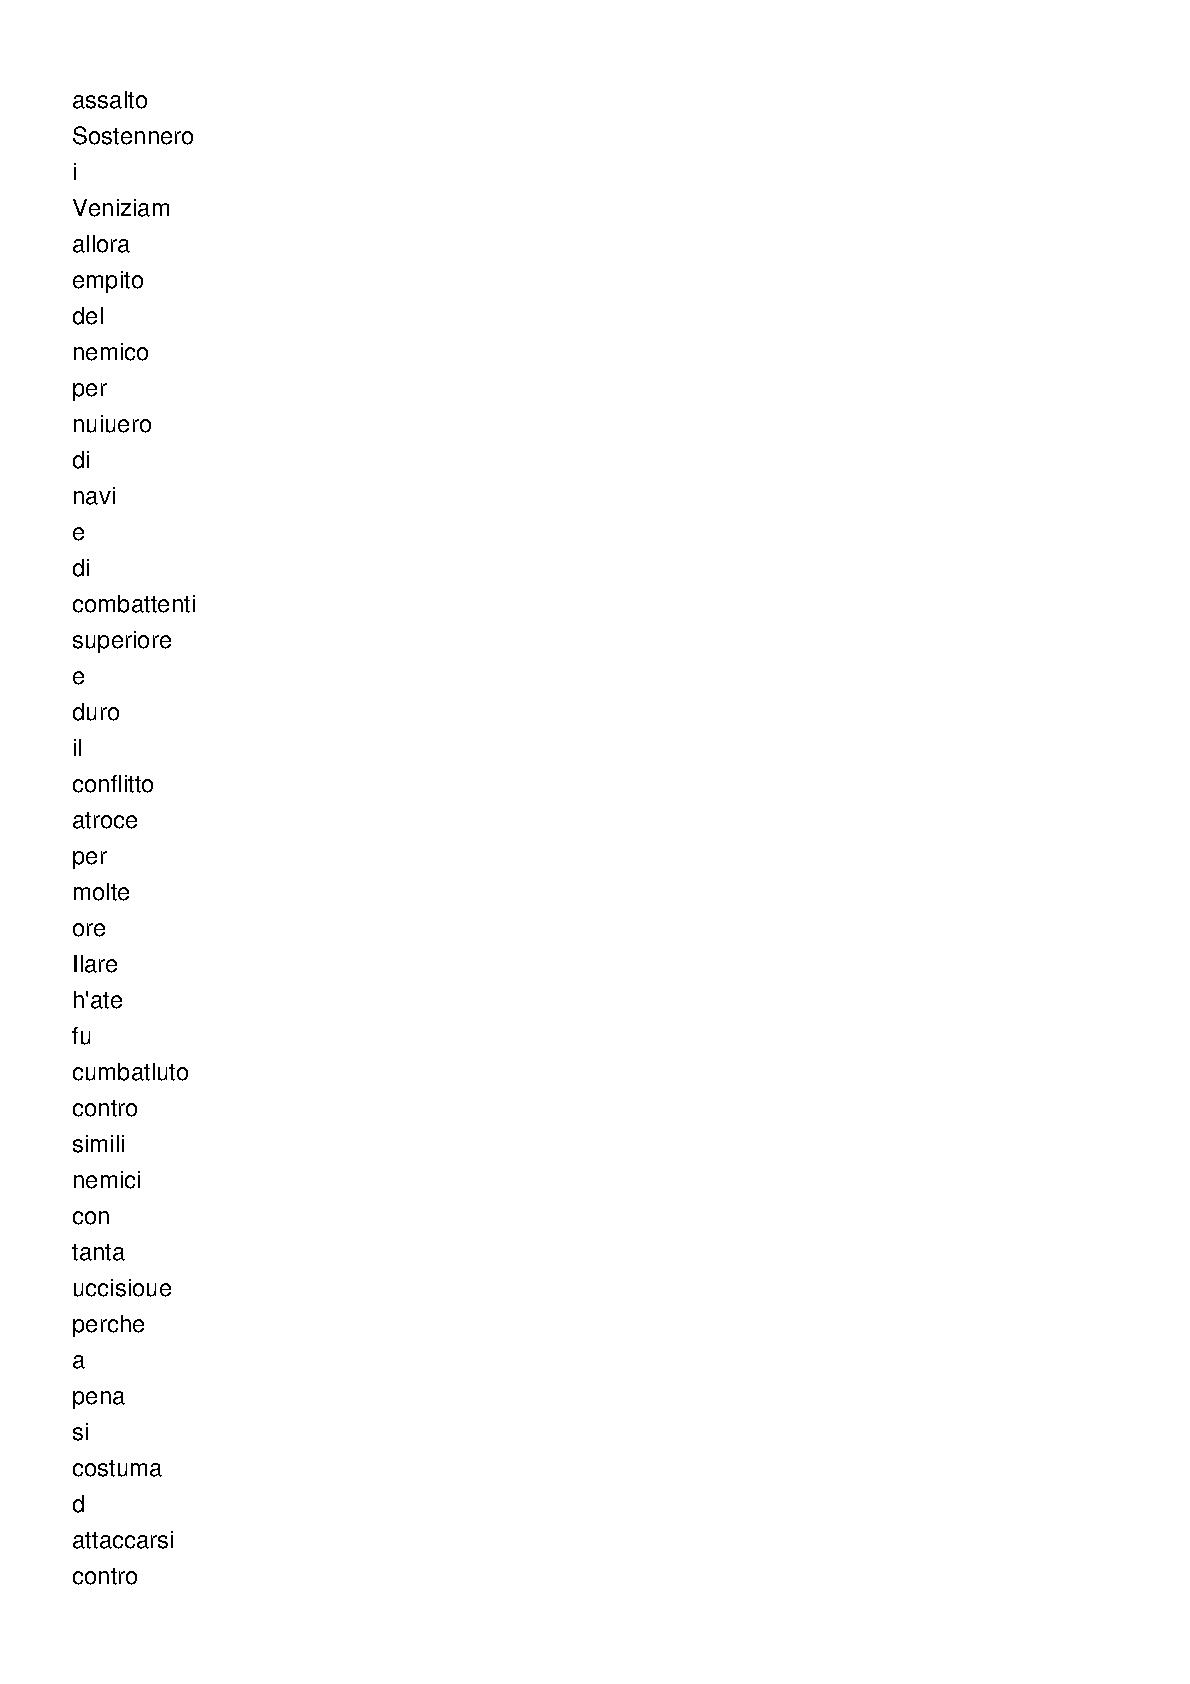 assalto
Sostennero
i
Veniziam
allora
empito
del
nemico
per
nuiuero
di
navi
e
di
combattenti
superiore
e
duro
il
conflitto
atroce
per
molte
ore
Ilare
h'ate
fu
cumbatluto
contro
simili
nemici
con
tanta
uccisioue
perche
a
pena
si
costuma
d
attaccarsi
contro